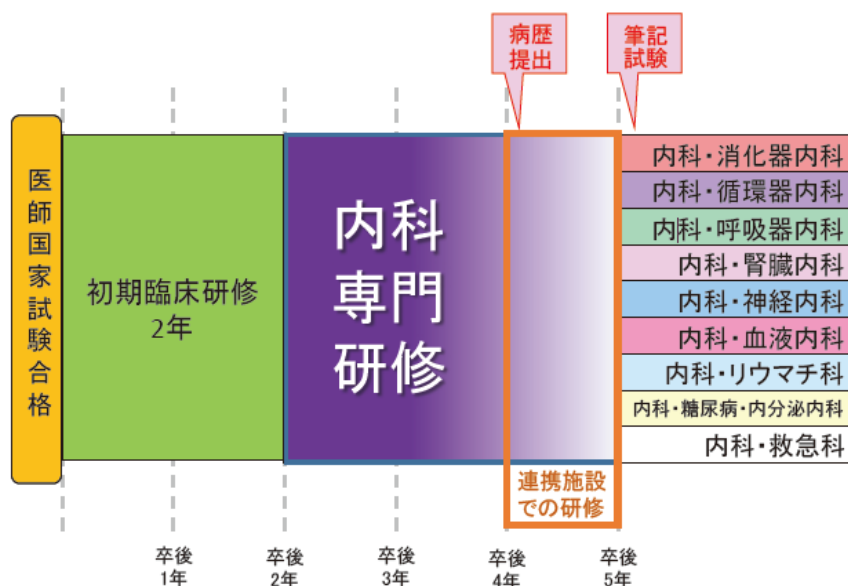 病歴
提出
筆記
試験
医師国家試験合格
初期臨床研修
2年
内科
専門
研修
内科・消化器内科
内科・循環器内科
内科・呼吸器内科
内科・腎臓内科
内科・神経内科
内科・血液内科
内科・リウマチ科
内科・糖尿病・内分泌内科
内科・救急科
連携施設
での研修
卒後
1年
卒後
2年
卒後
3年
卒後
4年
卒後
5年